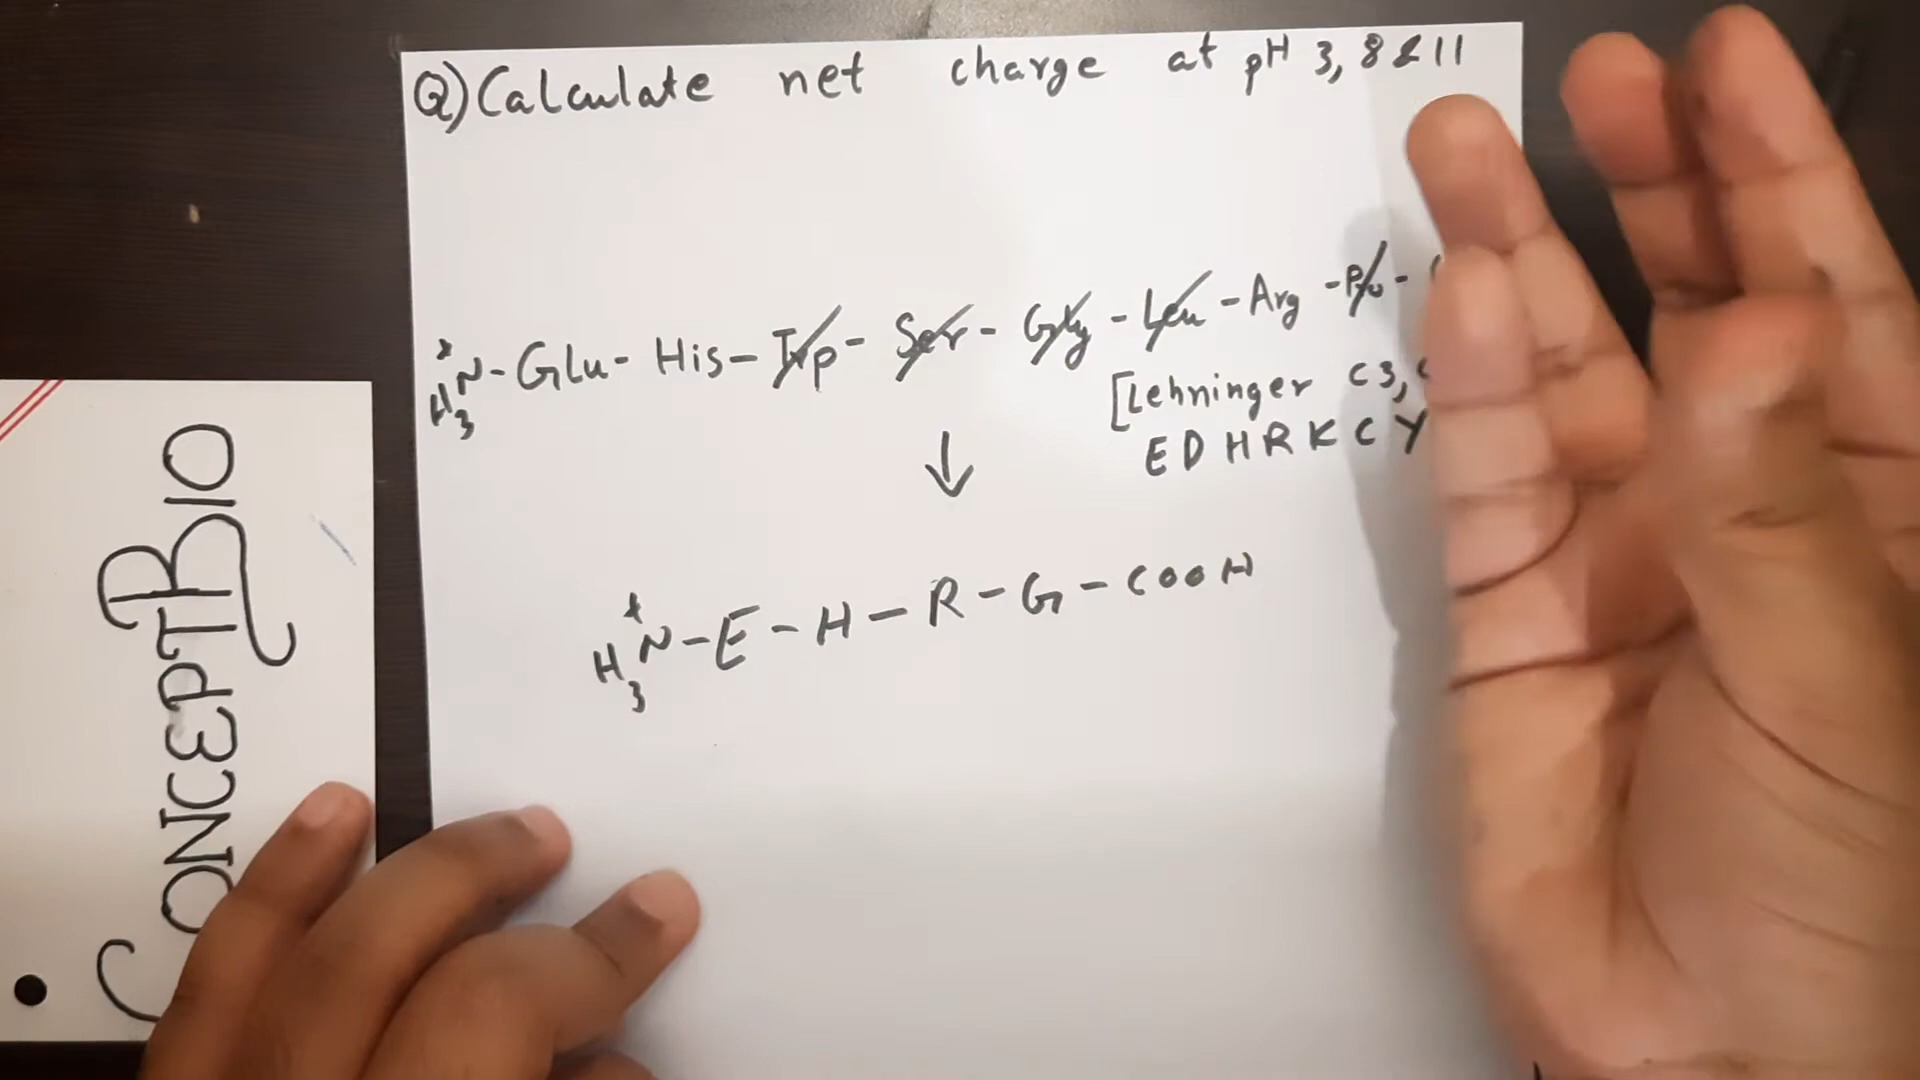 Q) Calculate net charge at pH 3, 8 & 11
H3N+-Glu-His-Trp-Ser-Gly-Leu-Arg-Pro-
[Lehninger C3,
E D H R K C Y
↓
H3N+-E-H-R-G-COOH
CONCEPTBIO